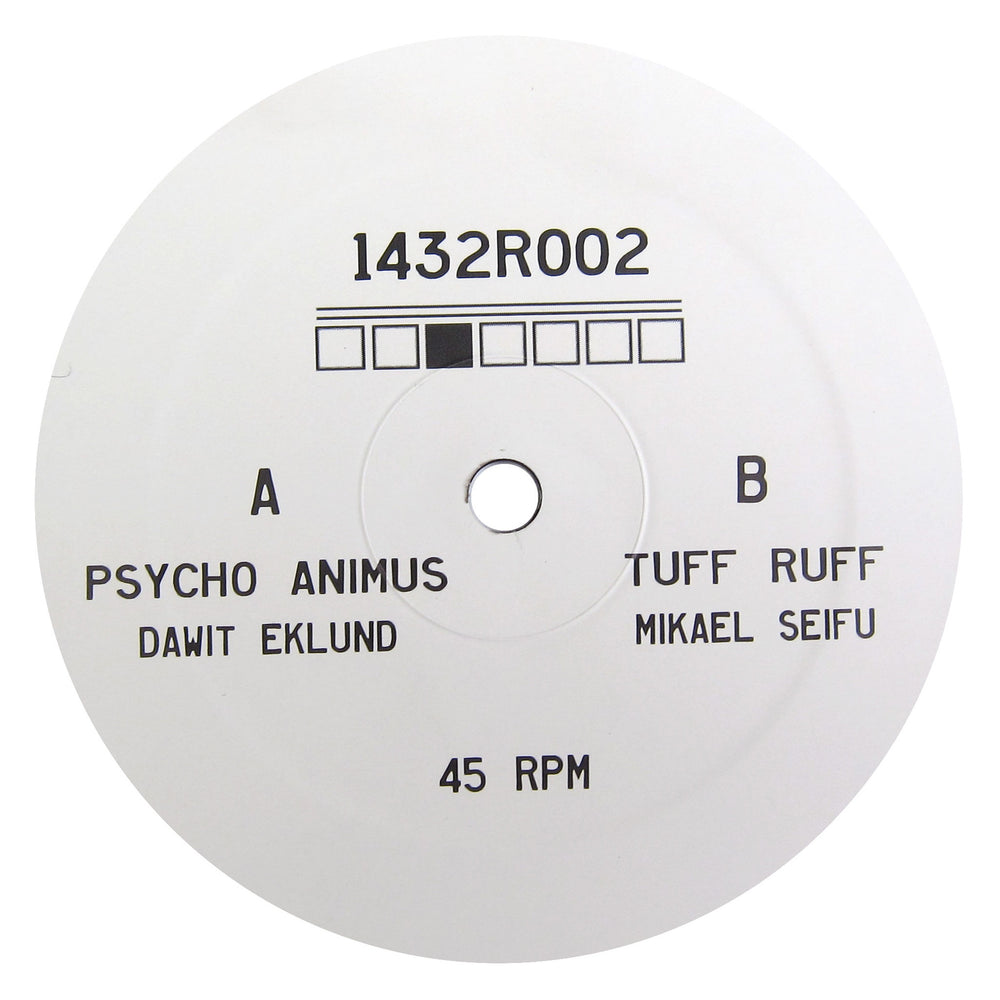 1432R002
A
PSYCHO ANIMUS
DAWIT EKLUND
B
TUFF RUFF
MIKAEL SEIFU
45 RPM